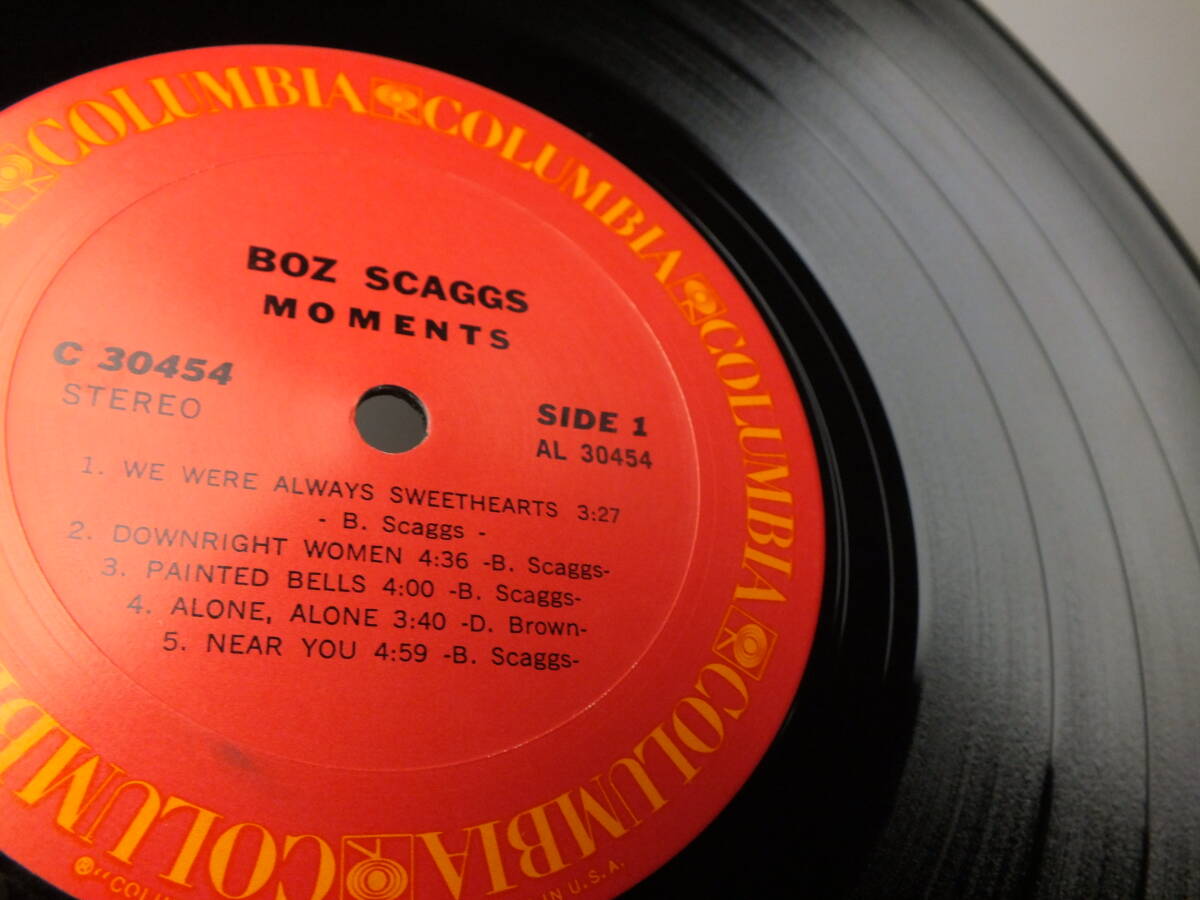 COLUMBIA COLUMBIA COLUMBIA COLUMBIA COLUMBIA
BOZ SCAGGS
MOMENTS
C 30454
STEREO
SIDE 1
AL 30454
1. WE WERE ALWAYS SWEETHEARTS 3:27
- B. Scaggs -
2. DOWNRIGHT WOMEN 4:36 -B. Scaggs-
3. PAINTED BELLS 4:00 -B. Scaggs-
4. ALONE, ALONE 3:40 -D. Brown-
5. NEAR YOU 4:59 -B. Scaggs-
IN U.S.A.